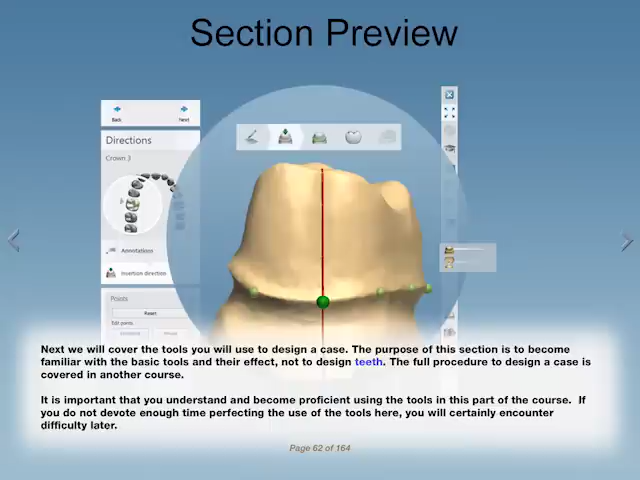 Section Preview
Back Next
Directions
Crown 3
Annotations
Insertion direction
Points
Reset
Edit points
Next we will cover the tools you will use to design a case. The purpose of this section is to become
familiar with the basic tools and their effect, not to design teeth. The full procedure to design a case is
covered in another course.
It is important that you understand and become proficient using the tools in this part of the course. If
you do not devote enough time perfecting the use of the tools here, you will certainly encounter
difficulty later.
Page 62 of 164